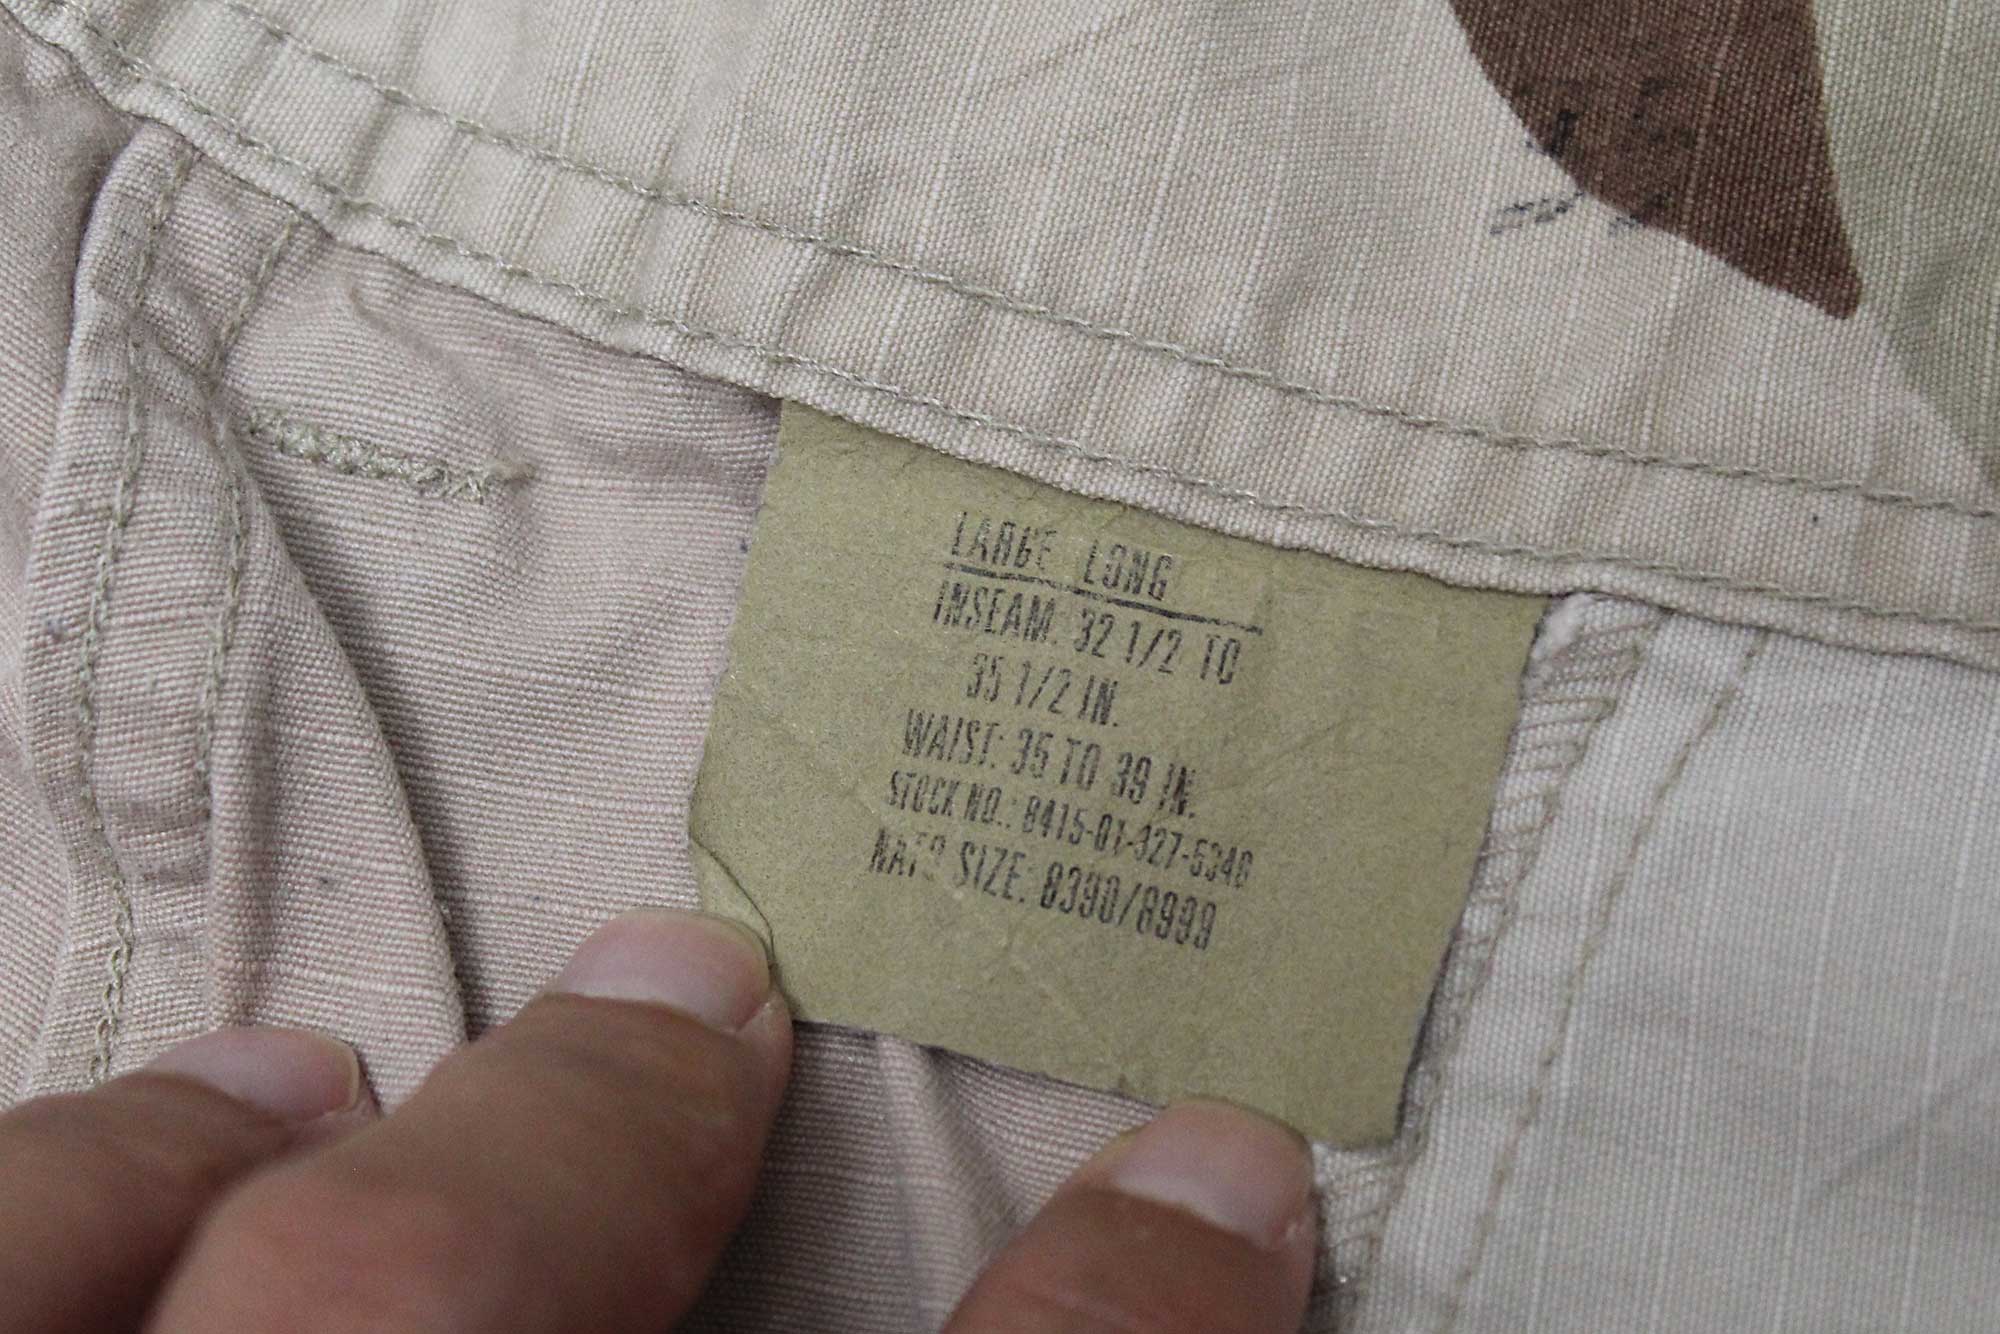 LARGE LONG
INSEAM: 32 1/2 TO
35 1/2 IN.
WAIST: 35 TO 39 IN.
STOCK NO.: 8415-01-327-5346
NATO SIZE: 8390/8999